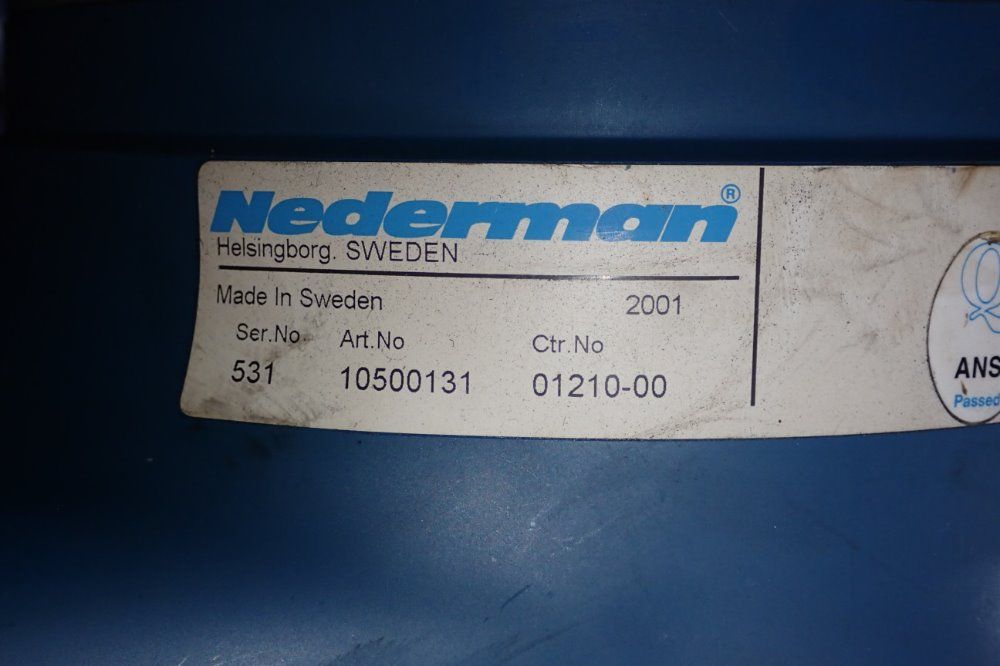 Nederman®
Helsingborg. SWEDEN
Made In Sweden 2001
Ser.No Art.No Ctr.No
531 10500131 01210-00
Q
ANS
Passed